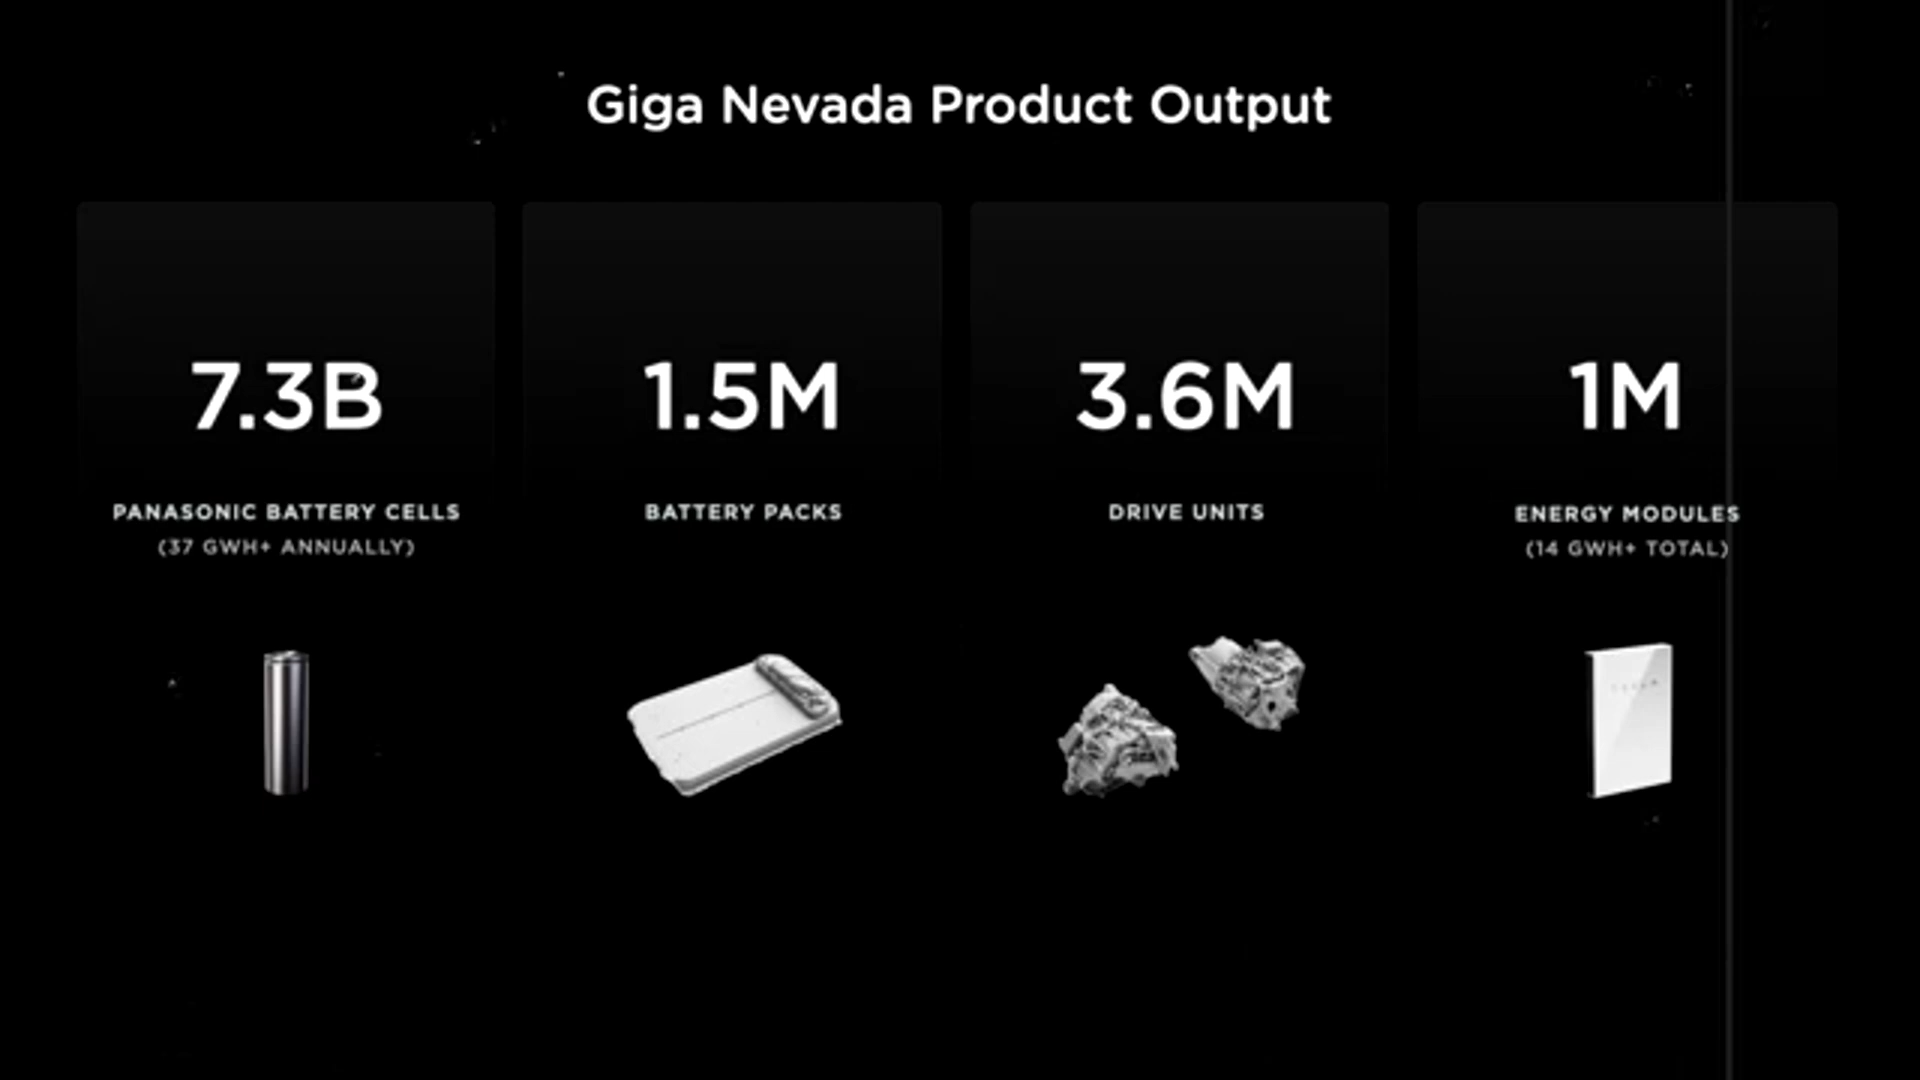 Giga Nevada Product Output
7.3B
PANASONIC BATTERY CELLS
(37 GWH+ ANNUALLY)
1.5M
BATTERY PACKS
3.6M
DRIVE UNITS
1M
ENERGY MODULES
(14 GWH+ TOTAL)